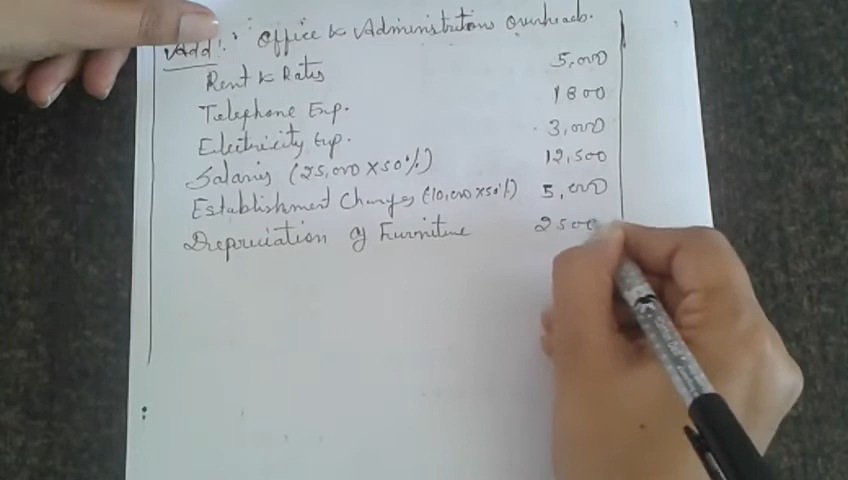 Add: Office & Administrations overheads.
Rent & Rates 5,000
Telephone Exp. 1800
Electricity Exp. 3,000
Salaries (25,000 x 50%) 12,500
Establishment Charges (10,000 x 50%) 5,000
Depreciation of Furniture 2500